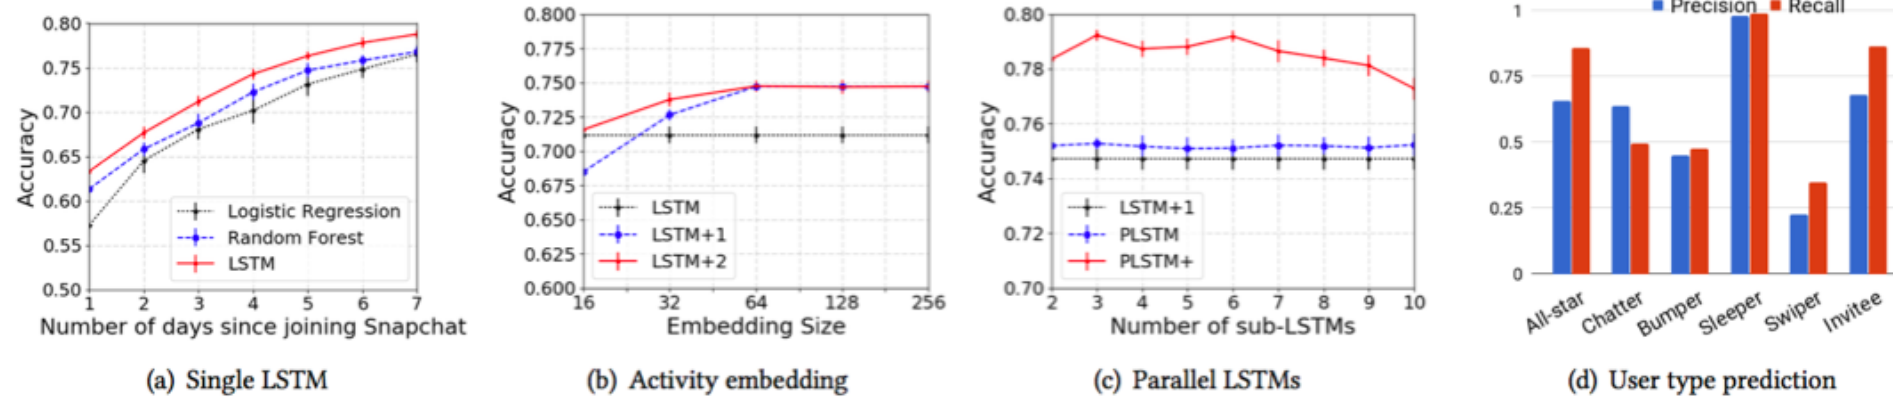 0.80
0.75
0.70
0.65
0.60
0.55
0.50
Accuracy
Logistic Regression
Random Forest
LSTM
1 2 3 4 5 6 7
Number of days since joining Snapchat
(a) Single LSTM
0.800
0.775
0.750
0.725
0.700
0.675
0.650
0.625
0.600
Accuracy
LSTM
LSTM+1
LSTM+2
16 32 64 128 256
Embedding Size
(b) Activity embedding
0.80
0.78
0.76
0.74
0.72
0.70
Accuracy
LSTM+1
PLSTM
PLSTM+
2 3 4 5 6 7 8 9 10
Number of sub-LSTMs
(c) Parallel LSTMs
Precision Recall
1
0.75
0.5
0.25
0
All-star Chatter Bumper Sleeper Swiper Invitee
(d) User type prediction